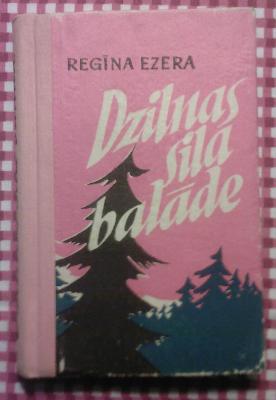 REGĪNA EZERA
Dzilnas
sila
balāde